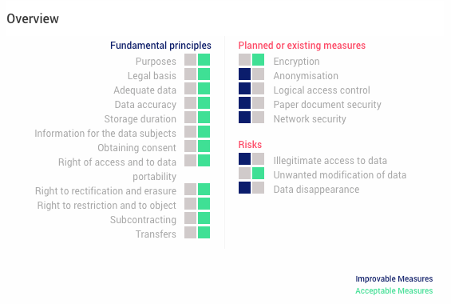 Overview
Fundamental principles
Purposes
Legal basis
Adequate data
Data accuracy
Storage duration
Information for the data subjects
Obtaining consent
Right of access and to data
portability
Right to rectification and erasure
Right to restriction and to object
Subcontracting
Transfers
Planned or existing measures
Encryption
Anonymisation
Logical access control
Paper document security
Network security
Risks
Illegitimate access to data
Unwanted modification of data
Data disappearance
Improvable Measures
Acceptable Measures